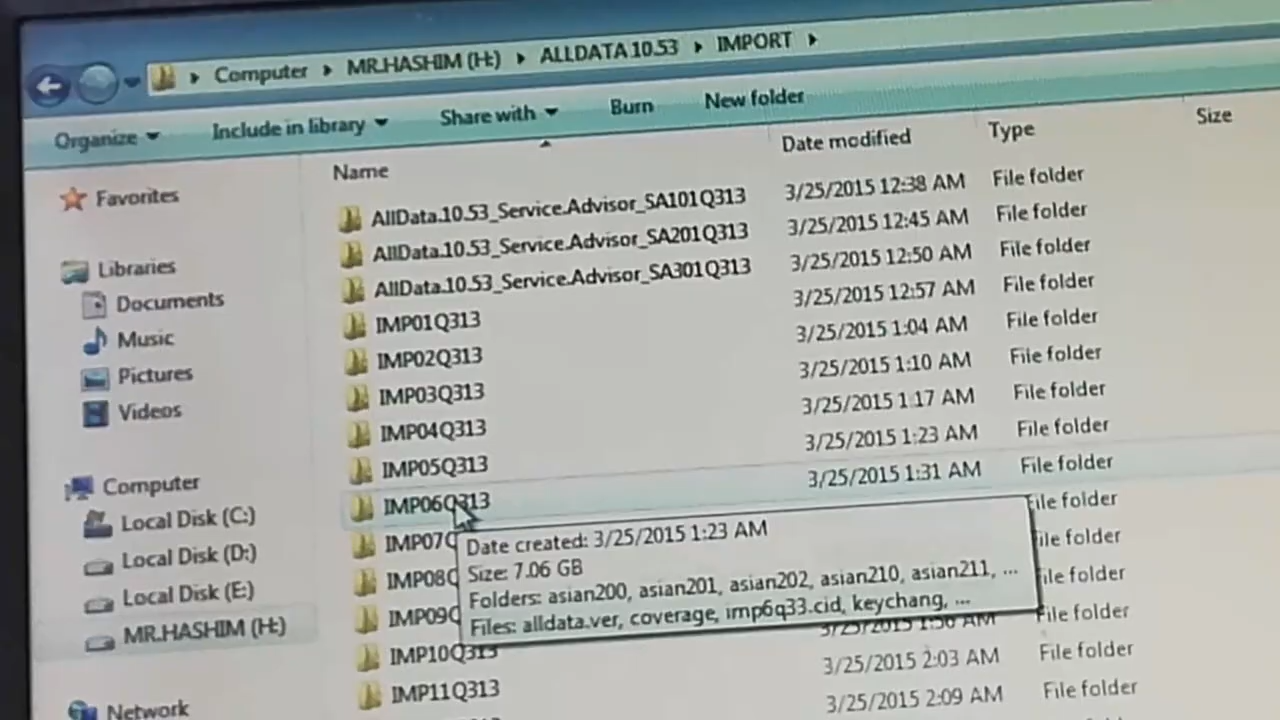 Computer MR.HASHIM (H:) ALLDATA 10.53 IMPORT
Organize Include in library Share with Burn New folder
Name Date modified Type Size
Favorites
Libraries
Documents
Music
Pictures
Videos
Computer
Local Disk (C:)
Local Disk (D:)
Local Disk (E:)
MR.HASHIM (H:)
Network
AllData.10.53_Service.Advisor_SA101Q313 3/25/2015 12:38 AM File folder
AllData.10.53_Service.Advisor_SA201Q313 3/25/2015 12:45 AM File folder
AllData.10.53_Service.Advisor_SA301Q313 3/25/2015 12:50 AM File folder
IMP01Q313 3/25/2015 12:57 AM File folder
IMP02Q313 3/25/2015 1:04 AM File folder
IMP03Q313 3/25/2015 1:10 AM File folder
IMP04Q313 3/25/2015 1:17 AM File folder
IMP05Q313 3/25/2015 1:23 AM File folder
IMP06Q313 3/25/2015 1:31 AM File folder
IMP07Q File folder
IMP08Q File folder
IMP09Q File folder
IMP10Q313 3/25/2015 2:03 AM File folder
IMP11Q313 3/25/2015 2:09 AM File folder
Date created: 3/25/2015 1:23 AM
Size: 7.06 GB
Folders: asian200, asian201, asian202, asian210, asian211, ...
Files: alldata.ver, coverage, imp6q33.cid, keychang, ...